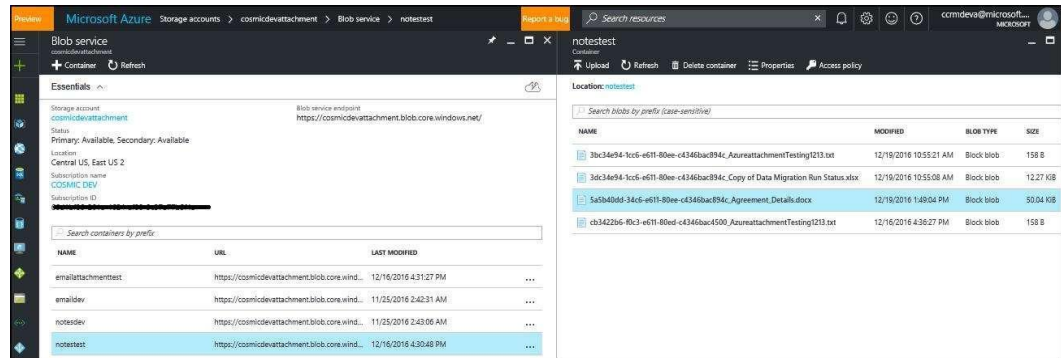 Preview
Microsoft Azure Storage accounts > cosmicdevattachment > Blob service > notestest
Report a bug
Search resources
ccrmdeva@microsoft....
MICROSOFT
Blob service
cosmicdevattachment
Container Refresh
Essentials
Storage account
cosmicdevattachment
Blob service endpoint
https://cosmicdevattachment.blob.core.windows.net/
Status
Primary: Available, Secondary: Available
Location
Central US, East US 2
Subscription name
COSMIC DEV
Subscription ID
Search containers by prefix
NAME URL LAST MODIFIED
emailattachmenttest https://cosmicdevattachment.blob.core.wind... 12/16/2016 4:31:27 PM ...
emaildev https://cosmicdevattachment.blob.core.wind... 11/25/2016 2:42:31 AM ...
notesdev https://cosmicdevattachment.blob.core.wind... 11/25/2016 2:43:06 AM ...
notestest https://cosmicdevattachment.blob.core.wind... 12/16/2016 4:30:48 PM ...
notestest
Container
Upload Refresh Delete container Properties Access policy
Location: notestest
Search blobs by prefix (case-sensitive)
NAME MODIFIED BLOB TYPE SIZE
3bc34e94-1cc6-e611-80ee-c4346bac894c_AzureattachmentTesting1213.txt 12/19/2016 10:55:21 AM Block blob 158 B
3dc34e94-1cc6-e611-80ee-c4346bac894c_Copy of Data Migration Run Status.xlsx 12/19/2016 10:55:08 AM Block blob 12.27 KiB
5a5b40dd-34c6-e611-80ee-c4346bac894c_Agreement_Details.docx 12/19/2016 1:49:04 PM Block blob 50.04 KiB
cb3422b6-f0c3-e611-80ed-c4346bac4500_AzureattachmentTesting1213.txt 12/16/2016 4:36:27 PM Block blob 158 B